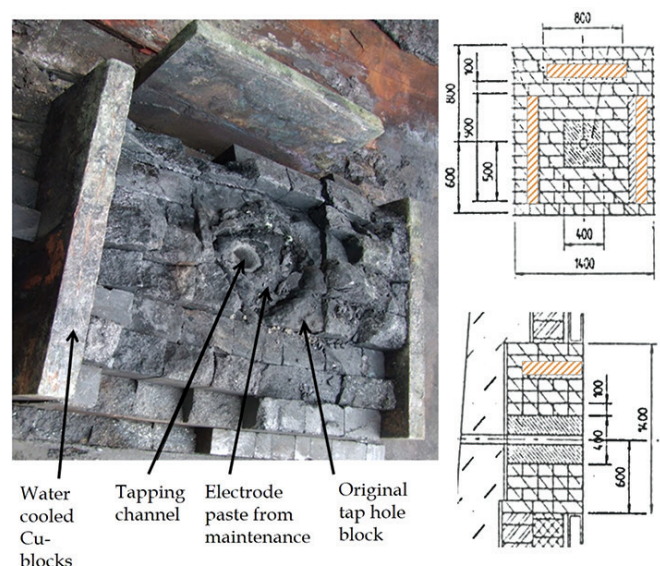 800
100
800
900
600
500
400
1400
100
400
1400
600
Water
cooled
Cu-
blocks
Tapping
channel
Electrode
paste from
maintenance
Original
tap hole
block